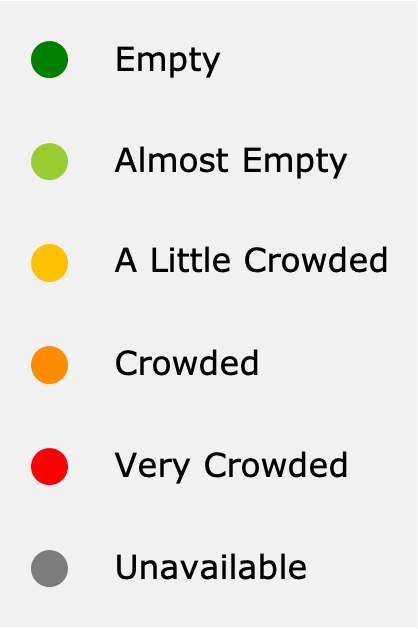 Empty
Almost Empty
A Little Crowded
Crowded
Very Crowded
Unavailable